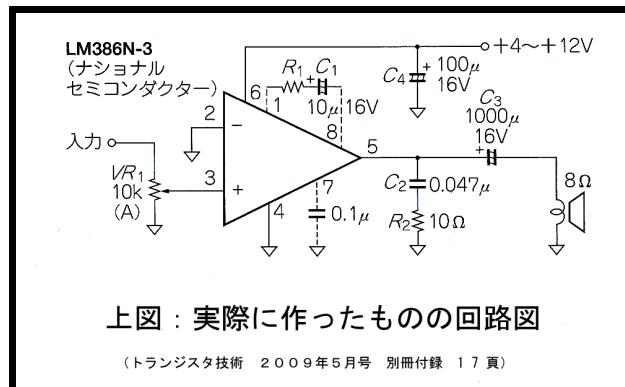 LM386N-3
(ナショナル
セミコンダクター)
+4〜+12V
R1
C1
10μ 16V
C4
100μ
16V
C3
1000μ
16V
6
1
8
2
−
入力
VR1
10k
(A)
3
+
4
7
0.1μ
5
C2
0.047μ
R2
10Ω
8Ω
上図：実際に作ったものの回路図
(トランジスタ技術 2009年5月号 別冊付録 17頁)